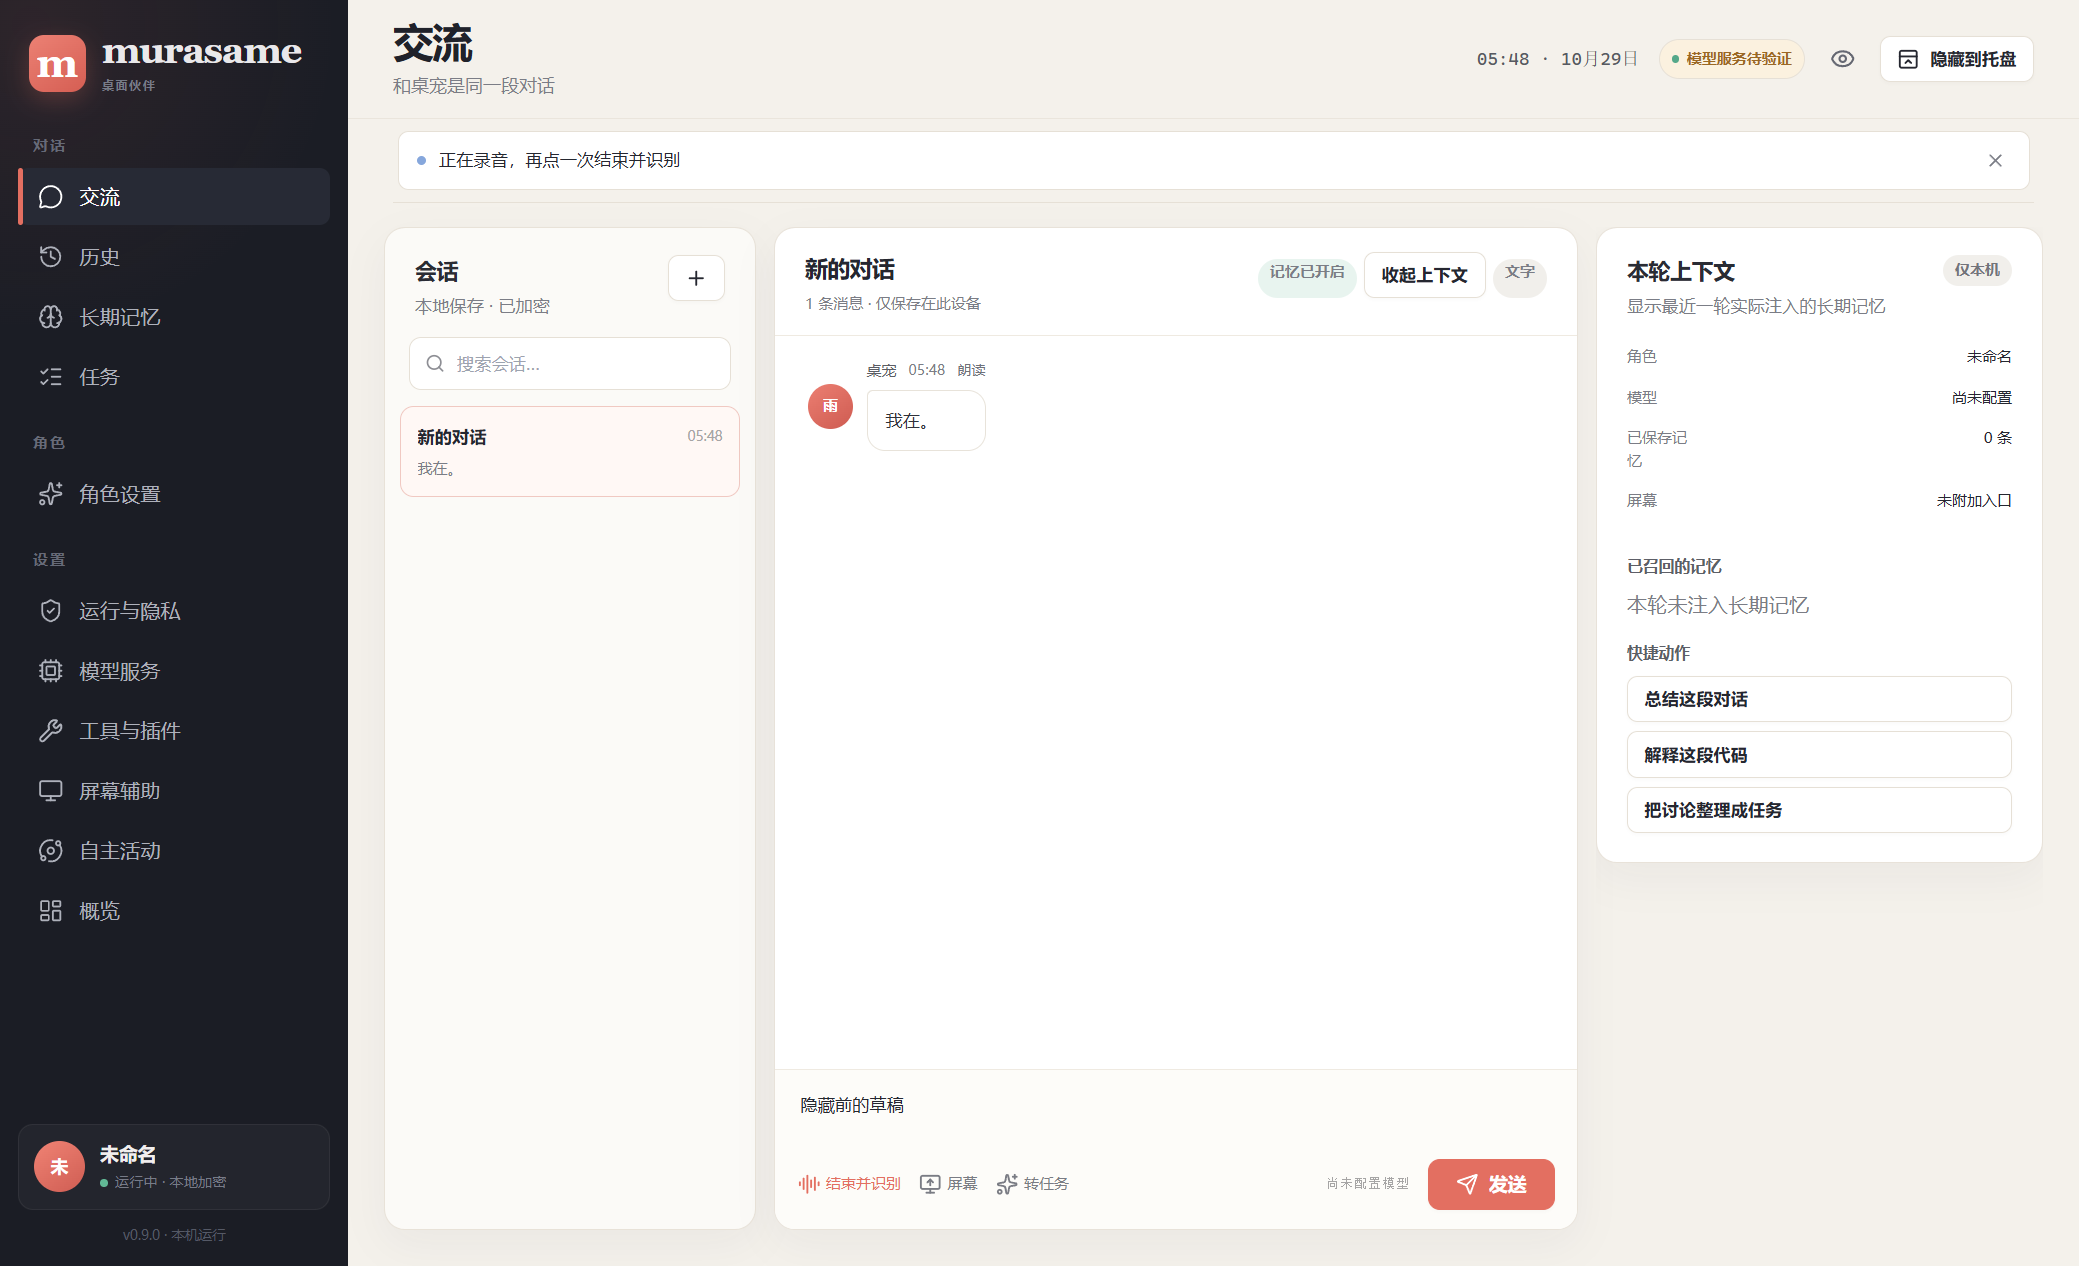 m
murasame
桌面伙伴
对话
交流
历史
长期记忆
任务
角色
角色设置
设置
运行与隐私
模型服务
工具与插件
屏幕辅助
自主活动
概览
未
未命名
运行中 · 本地加密
v0.9.0 · 本机运行
交流
和桌宠是同一段对话
05:48 · 10月29日
模型服务待验证
隐藏到托盘
正在录音，再点一次结束并识别
会话
本地保存 · 已加密
搜索会话...
新的对话 05:48
我在。
新的对话
1 条消息 · 仅保存在此设备
记忆已开启
收起上下文
文字
桌宠 05:48 朗读
雨
我在。
隐藏前的草稿
结束并识别
屏幕
转任务
尚未配置模型
发送
本轮上下文
仅本机
显示最近一轮实际注入的长期记忆
角色 未命名
模型 尚未配置
已保存记
忆
0 条
屏幕 未附加入口
已召回的记忆
本轮未注入长期记忆
快捷动作
总结这段对话
解释这段代码
把讨论整理成任务